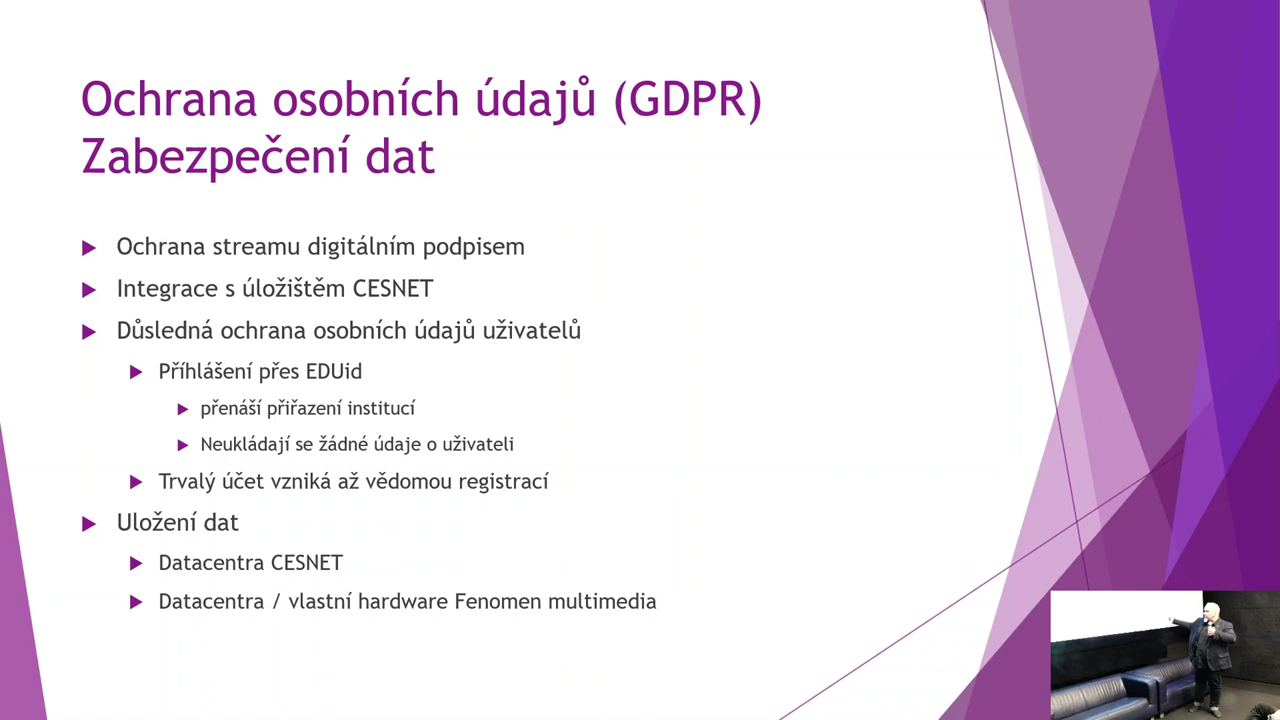 Ochrana osobních údajů (GDPR)
Zabezpečení dat
Ochrana streamu digitálním podpisem
Integrace s úložištěm CESNET
Důsledná ochrana osobních údajů uživatelů
Příhlášení přes EDUid
přenáší přiřazení institucí
Neukládají se žádné údaje o uživateli
Trvalý účet vzniká až vědomou registrací
Uložení dat
Datacentra CESNET
Datacentra / vlastní hardware Fenomen multimedia